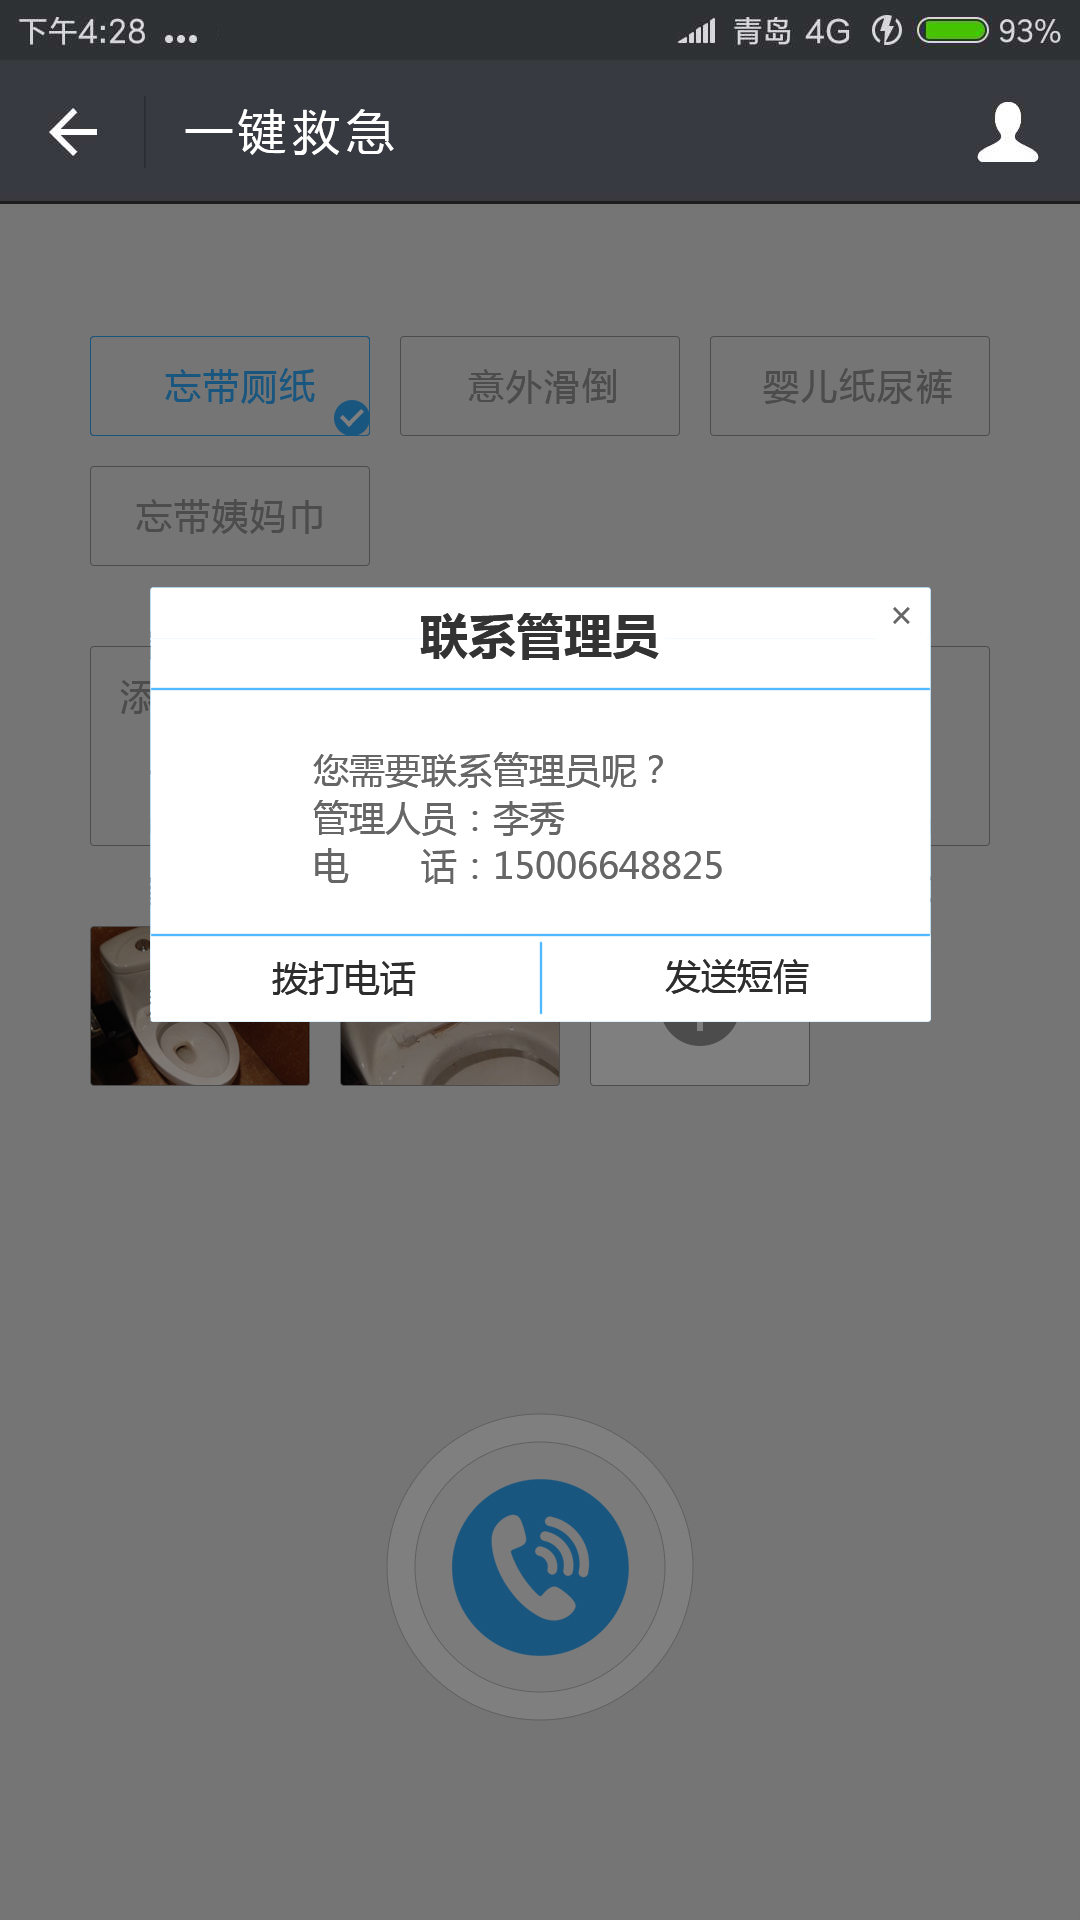 下午4:28 ... 青岛 4G 93%
一键救急
忘带厕纸 意外滑倒 婴儿纸尿裤
忘带姨妈巾
联系管理员 ×
添
您需要联系管理员呢？
管理人员：李秀
电 话：15006648825
拨打电话 发送短信